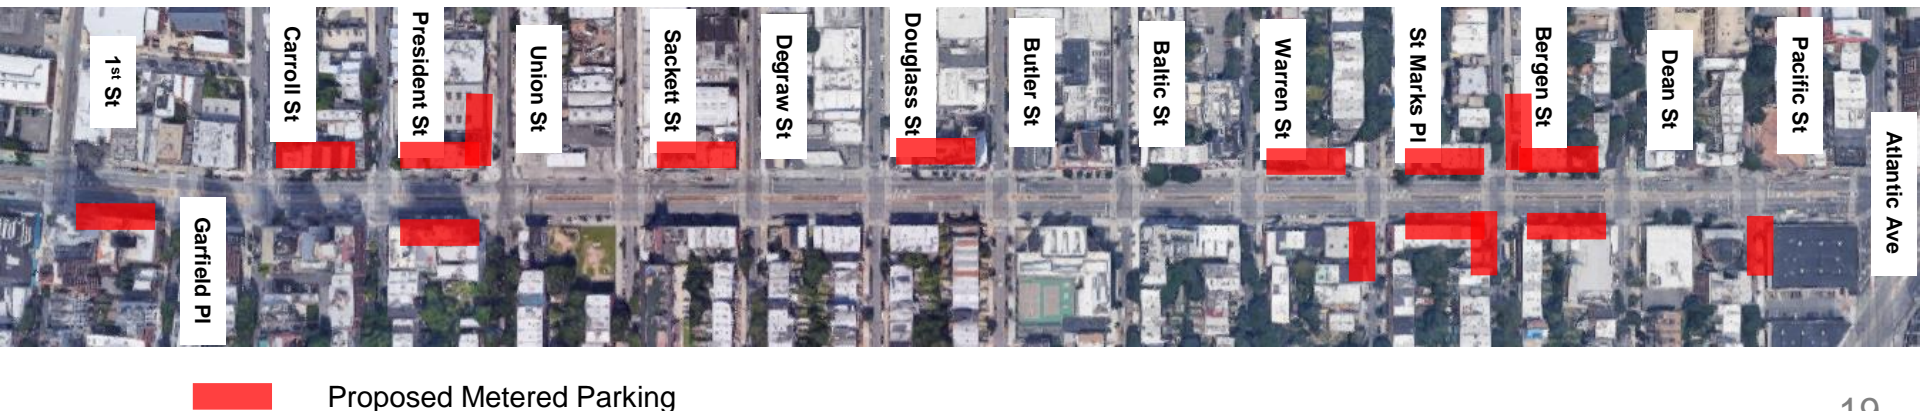 1st St
Garfield Pl
Carroll St
President St
Union St
Sackett St
Degraw St
Douglass St
Butler St
Baltic St
Warren St
St Marks Pl
Bergen St
Dean St
Pacific St
Atlantic Ave
Proposed Metered Parking
19